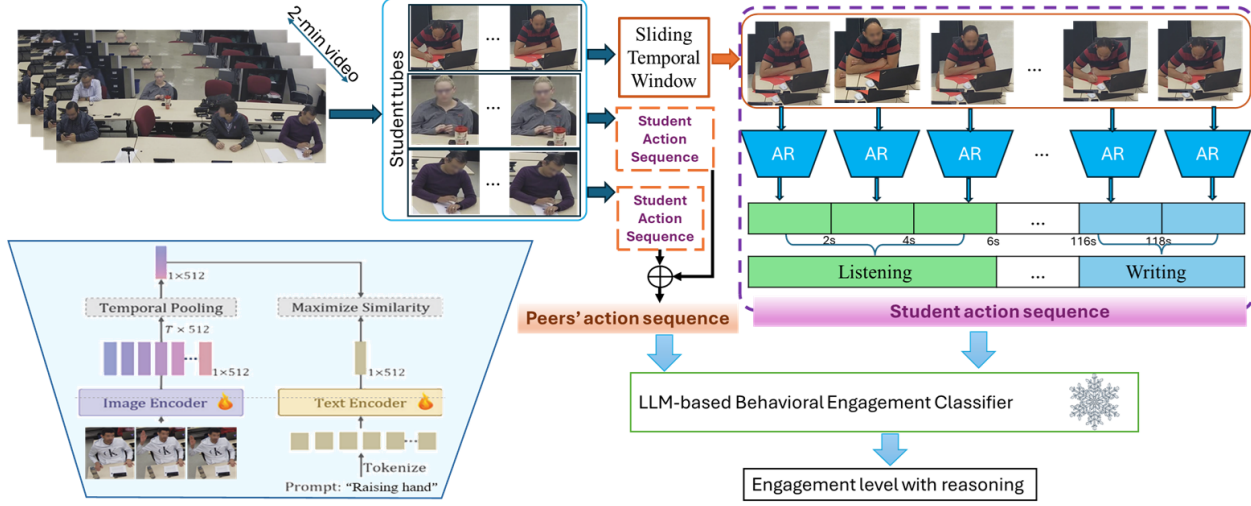 2-min video
Student tubes
...
...
...
Sliding
Temporal
Window
Student
Action
Sequence
Student
Action
Sequence
Peers' action sequence
...
AR
AR
AR
...
AR
AR
...
2s
4s
6s
116s
118s
Listening
...
Writing
Student action sequence
LLM-based Behavioral Engagement Classifier
Engagement level with reasoning
1×512
Temporal Pooling
Maximize Similarity
T × 512
1×512
1×512
Image Encoder
Text Encoder
Tokenize
Prompt: “Raising hand”